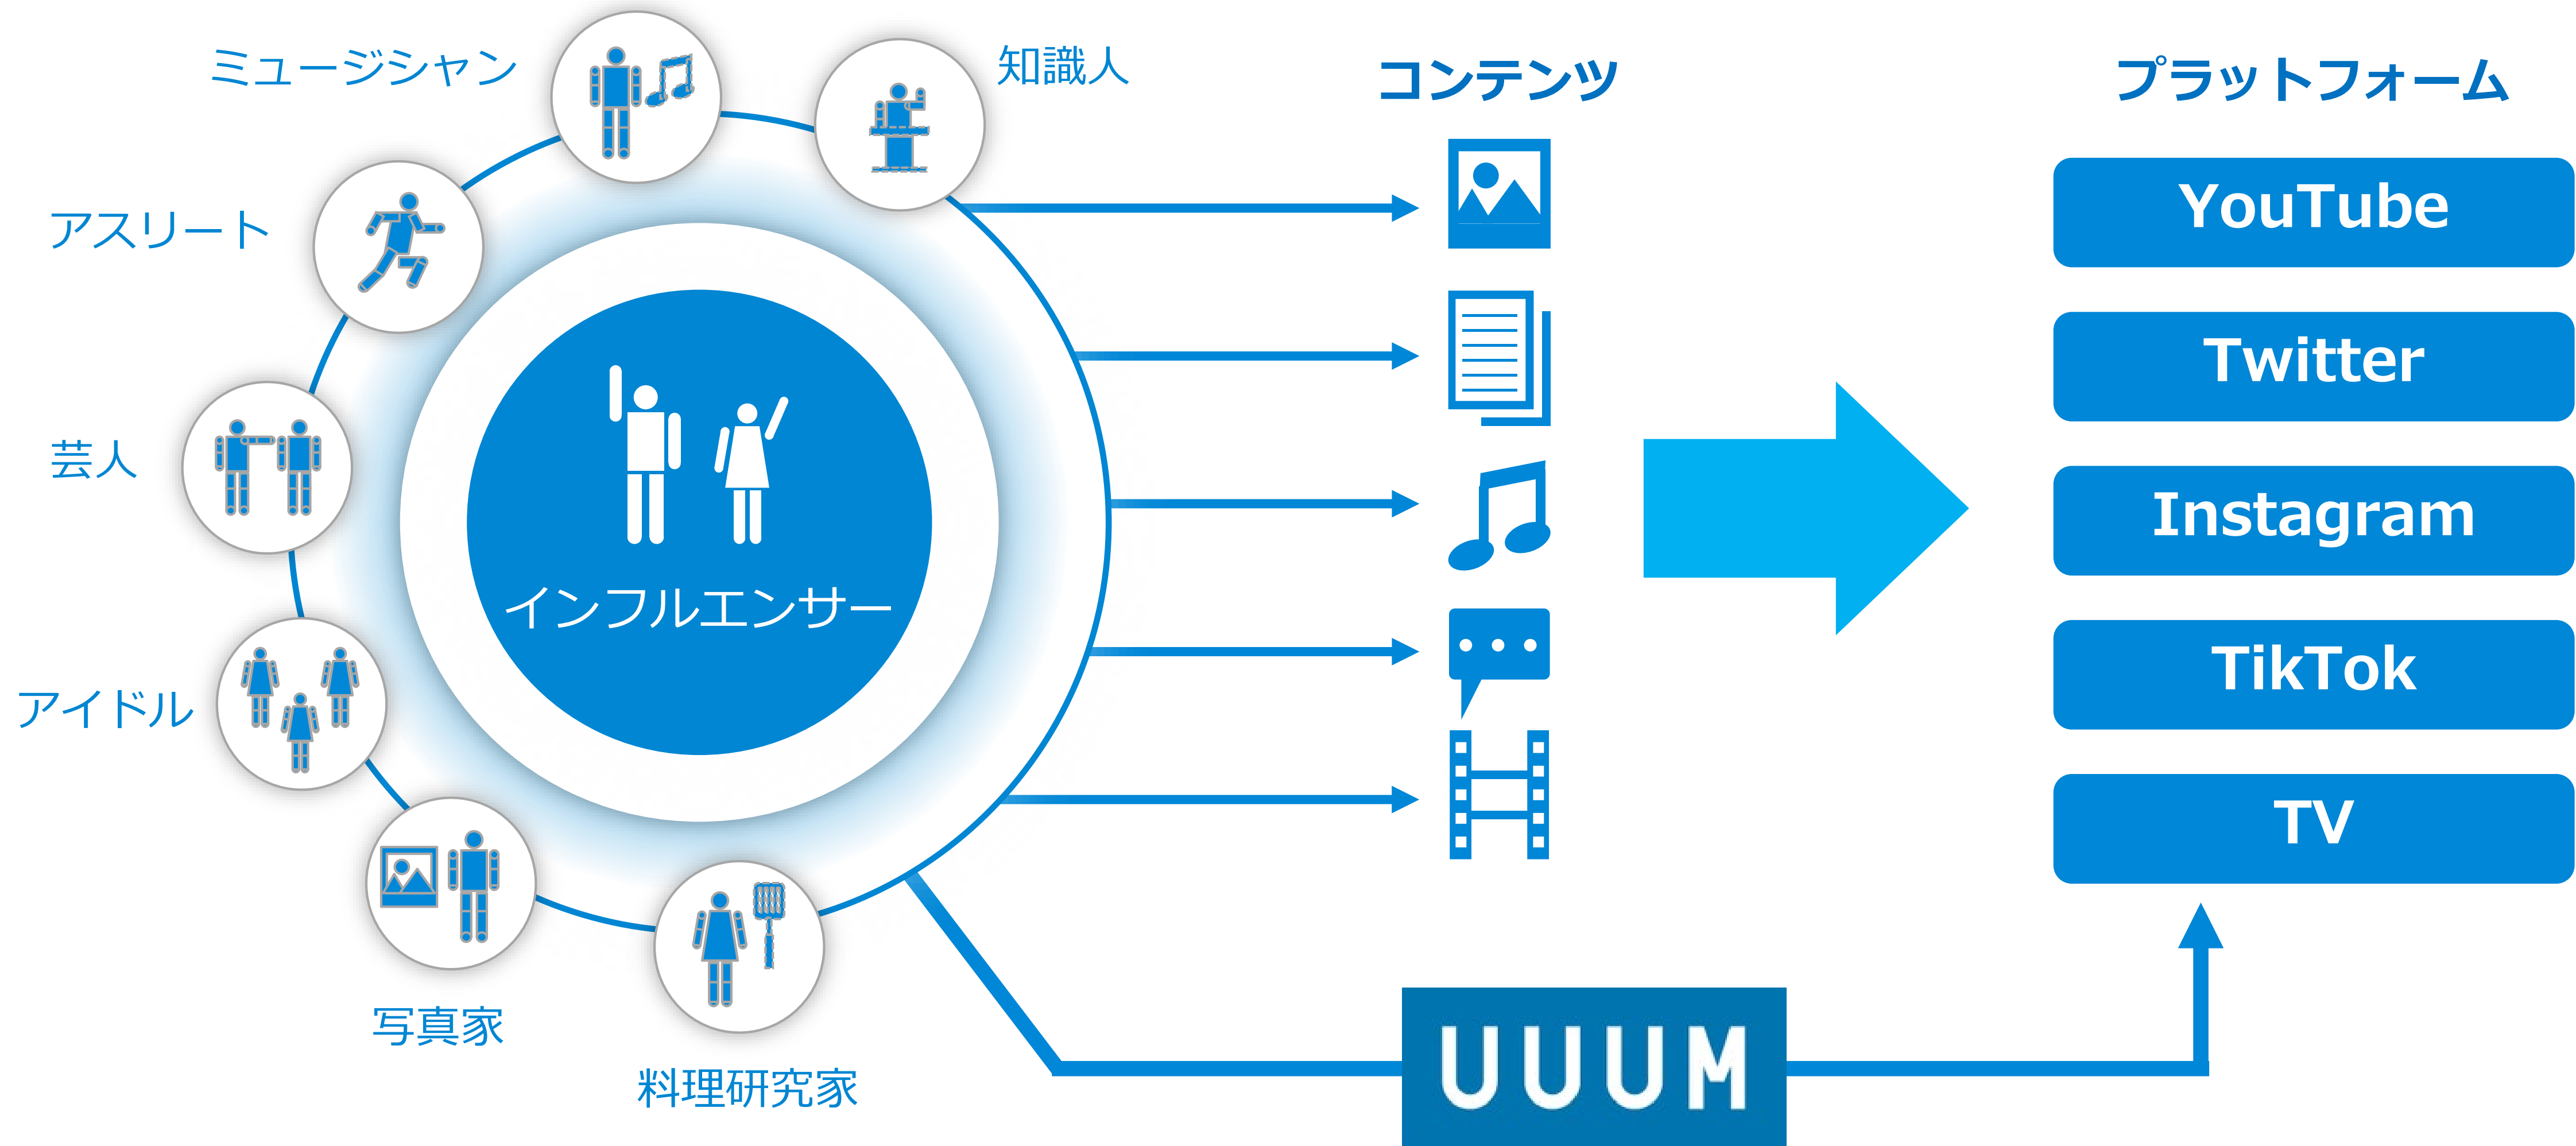 ミュージシャン
知識人
アスリート
芸人
アイドル
写真家
料理研究家
インフルエンサー
コンテンツ
プラットフォーム
YouTube
Twitter
Instagram
TikTok
TV
UUUM